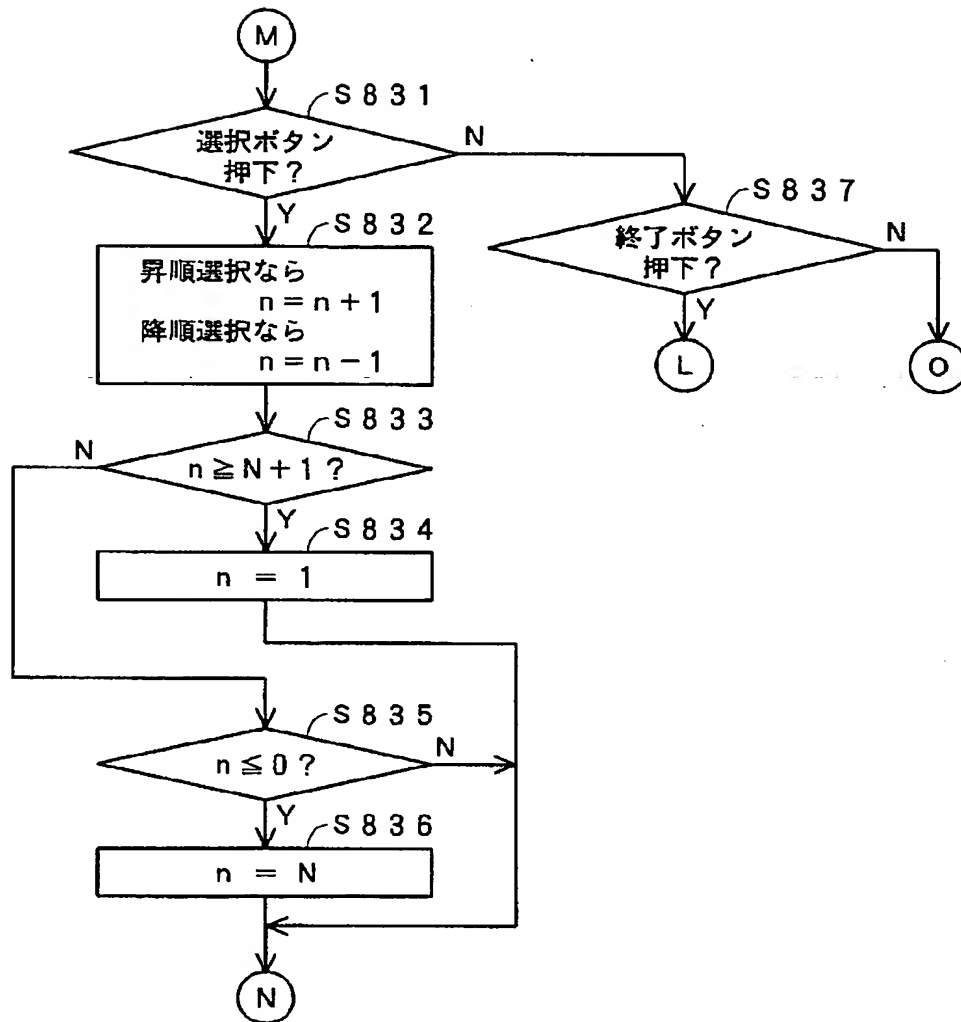 M
S831
選択ボタン
押下？
N
Y
S837
終了ボタン
押下？
N
Y
L
O
S832
昇順選択なら
n=n+1
降順選択なら
n=n-1
S833
N
n≧N+1？
Y
S834
n = 1
S835
n≦0？
N
Y
S836
n = N
N